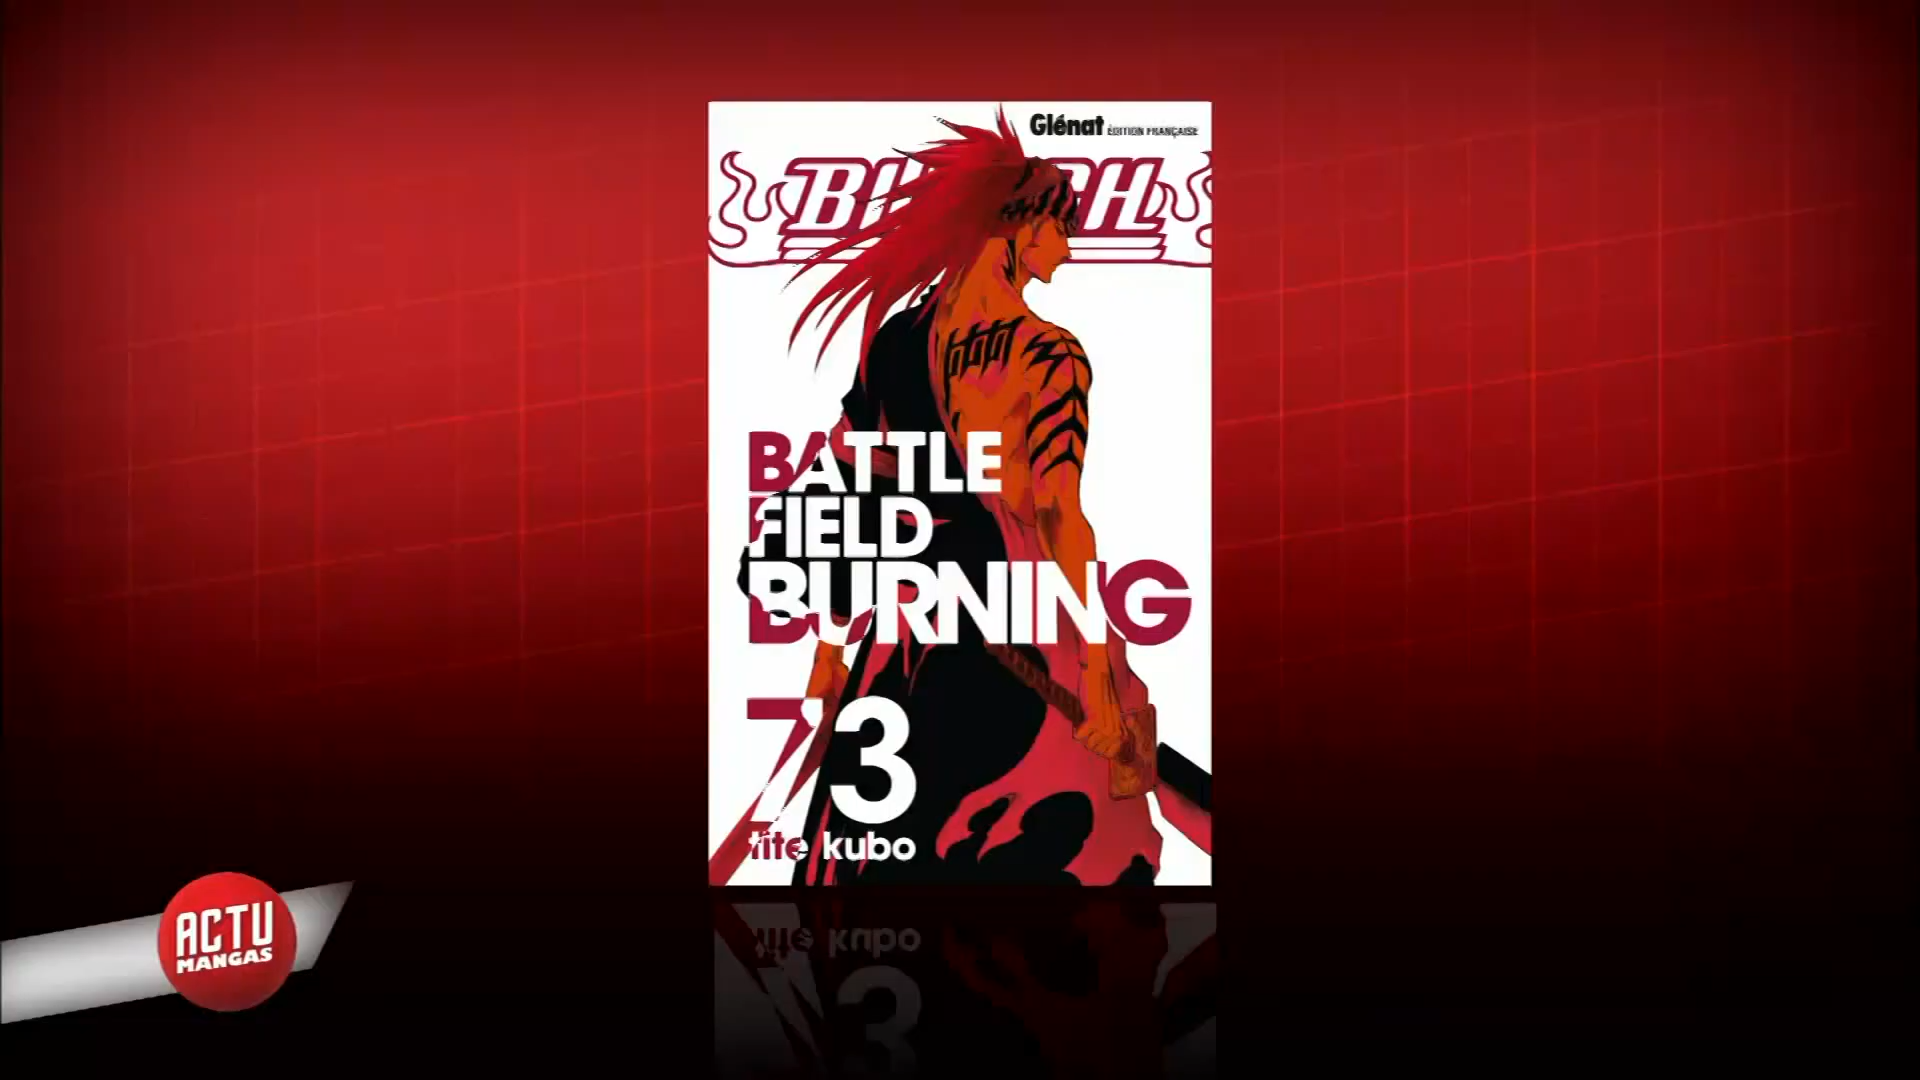 Glénat ÉDITION FRANÇAISE
BLEACH
BATTLE
FIELD
BURNING
73
tite kubo
ACTU
MANGAS